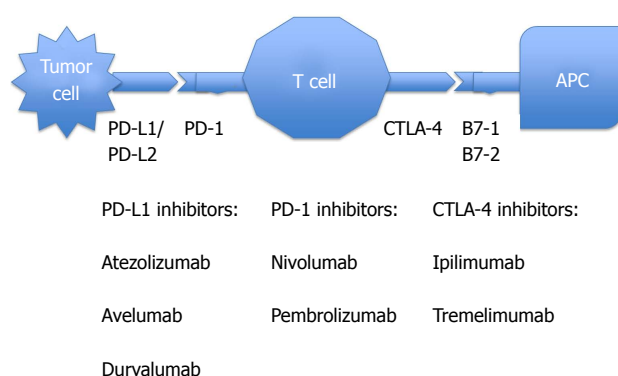 Tumor
cell
T cell
APC
PD-L1/ PD-1 CTLA-4 B7-1
PD-L2 B7-2
PD-L1 inhibitors: PD-1 inhibitors: CTLA-4 inhibitors:
Atezolizumab Nivolumab Ipilimumab
Avelumab Pembrolizumab Tremelimumab
Durvalumab